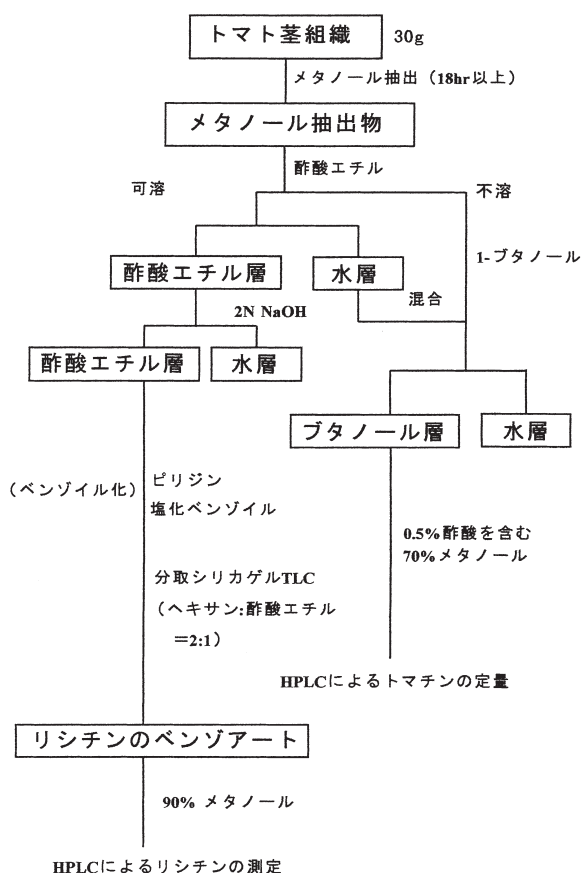 トマト茎組織 30g
メタノール抽出（18hr以上）
メタノール抽出物
酢酸エチル
可溶
不溶
1-ブタノール
酢酸エチル層
水層
混合
2N NaOH
酢酸エチル層
水層
ブタノール層
水層
（ベンゾイル化）
ピリジン
塩化ベンゾイル
0.5%酢酸を含む
70%メタノール
分取シリカゲルTLC
（ヘキサン:酢酸エチル
＝2:1）
HPLCによるトマチンの定量
リシチンのベンゾアート
90% メタノール
HPLCによるリシチンの測定